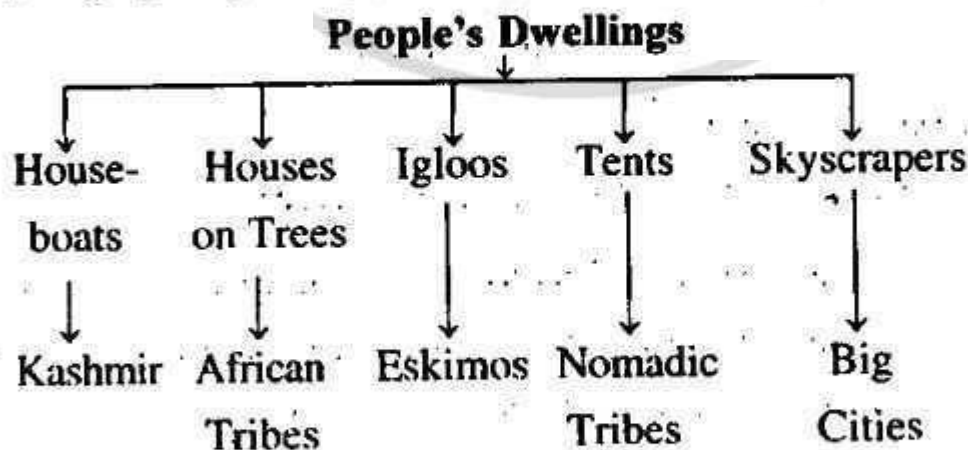 People's Dwellings
House- Houses Igloos Tents Skyscrapers
boats on Trees
Kashmir African Eskimos Nomadic Big
Tribes Tribes Cities